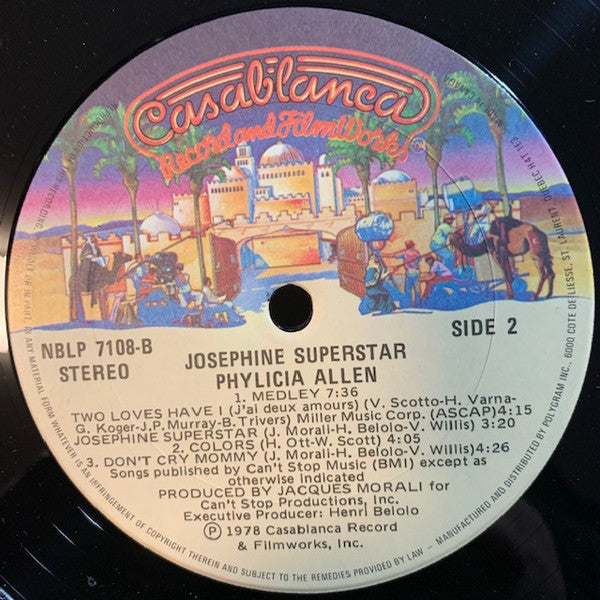 Casablanca
Record and FilmWorks
NBLP 7108-B
STEREO
SIDE 2
JOSEPHINE SUPERSTAR
PHYLICIA ALLEN
1. MEDLEY 7:36
TWO LOVES HAVE I (J'ai deux amours) (V. Scotto-H. Varna-
G. Koger-J.P. Murray-B. Trivers) Miller Music Corp. (ASCAP) 4:15
JOSEPHINE SUPERSTAR (J. Morali-H. Belolo-V. Willis) 3:20
2. COLORS (H. Ott-W. Scott) 4:05
3. DON'T CRY MOMMY (J. Morali-H. Belolo-V. Willis) 4:26
Songs published by Can't Stop Music (BMI) except as
otherwise indicated
PRODUCED BY JACQUES MORALI for
Can't Stop Productions, Inc.
Executive Producer: Henri Belolo
Ⓟ 1978 Casablanca Record
& Filmworks, Inc.
ANY MATERIAL FORM WHATEVER IS AN INFRINGEMENT OF COPYRIGHT THEREIN AND SUBJECT TO THE REMEDIES PROVIDED BY LAW – MANUFACTURED AND DISTRIBUTED BY POLYGRAM INC. 6000 COTE DE LIESSE, ST. LAURENT, QUEBEC H4T 1E3